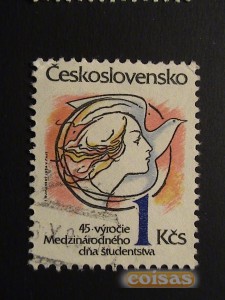 Československo
45. výročie
Medzinárodného
dňa študentstva
1 Kčs
coisas